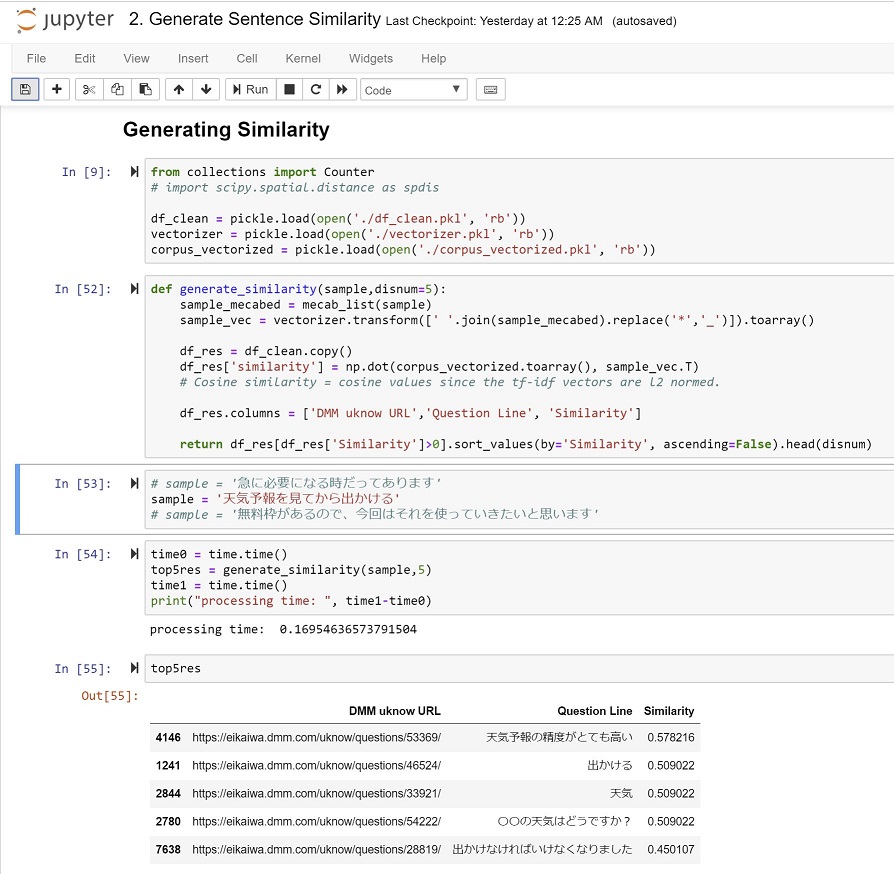 jupyter 2. Generate Sentence Similarity Last Checkpoint: Yesterday at 12:25 AM (autosaved)
File Edit View Insert Cell Kernel Widgets Help
Run Code
Generating Similarity
In [9]: from collections import Counter
# import scipy.spatial.distance as spdis
df_clean = pickle.load(open('./df_clean.pkl', 'rb'))
vectorizer = pickle.load(open('./vectorizer.pkl', 'rb'))
corpus_vectorized = pickle.load(open('./corpus_vectorized.pkl', 'rb'))
In [52]: def generate_similarity(sample,disnum=5):
sample_mecabed = mecab_list(sample)
sample_vec = vectorizer.transform([' '.join(sample_mecabed).replace('*','_')]).toarray()
df_res = df_clean.copy()
df_res['similarity'] = np.dot(corpus_vectorized.toarray(), sample_vec.T)
# Cosine similarity = cosine values since the tf-idf vectors are l2 normed.
df_res.columns = ['DMM uknow URL','Question Line', 'Similarity']
return df_res[df_res['Similarity']>0].sort_values(by='Similarity', ascending=False).head(disnum)
In [53]: # sample = '急に必要になる時だってあります'
sample = '天気予報を見てから出かける'
# sample = '無料枠があるので、今回はそれを使っていきたいと思います'
In [54]: time0 = time.time()
top5res = generate_similarity(sample,5)
time1 = time.time()
print("processing time: ", time1-time0)
processing time:  0.16954636573791504
In [55]: top5res
Out[55]:
DMM uknow URL Question Line Similarity
4146 https://eikaiwa.dmm.com/uknow/questions/53369/ 天気予報の精度がとても高い 0.578216
1241 https://eikaiwa.dmm.com/uknow/questions/46524/ 出かける 0.509022
2844 https://eikaiwa.dmm.com/uknow/questions/33921/ 天気 0.509022
2780 https://eikaiwa.dmm.com/uknow/questions/54222/ 〇〇の天気はどうですか？ 0.509022
7638 https://eikaiwa.dmm.com/uknow/questions/28819/ 出かけなければいけなくなりました 0.450107